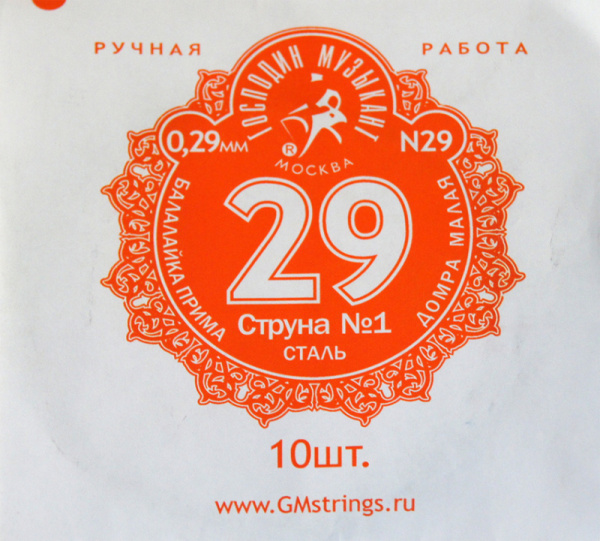 РУЧНАЯ РАБОТА
ГОСПОДИН МУЗЫКАНТ
0,29мм N29
®
МОСКВА
БАЛАЛАЙКА ПРИМА
29
ДОМРА МАЛАЯ
Струна №1
СТАЛЬ
10шт.
www.GMstrings.ru